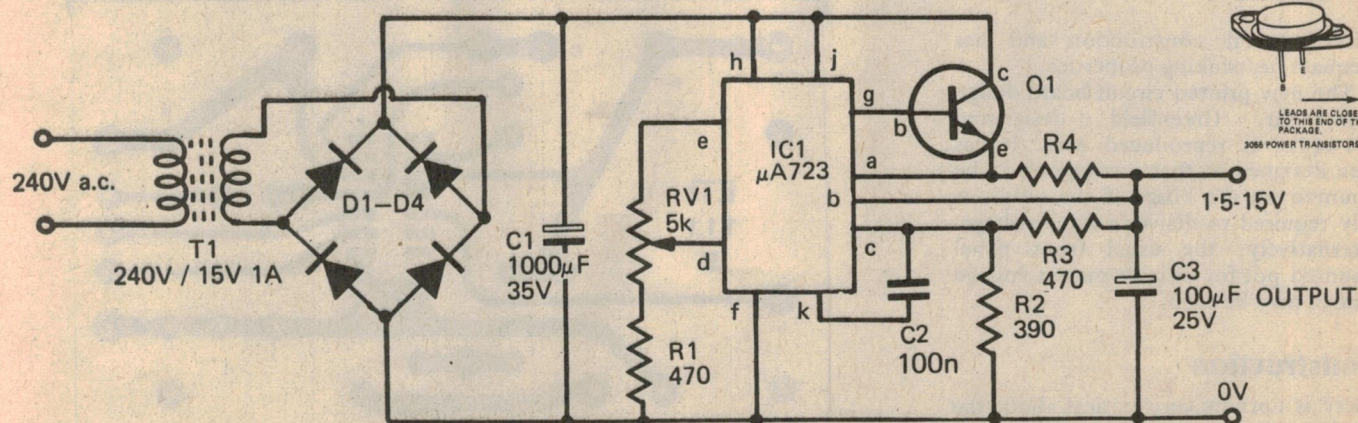 240V a.c.
T1
240V / 15V 1A
D1–D4
C1
1000µF
35V
e
RV1
5k
d
R1
470
h
j
IC1
µA723
g
a
b
c
f
k
b
c
e
Q1
R4
R3
470
C2
100n
R2
390
C3
100µF
25V
1·5-15V
OUTPUT
0V
LEADS ARE CLOSE
TO THIS END OF TH
PACKAGE.
3055 POWER TRANSISTORS